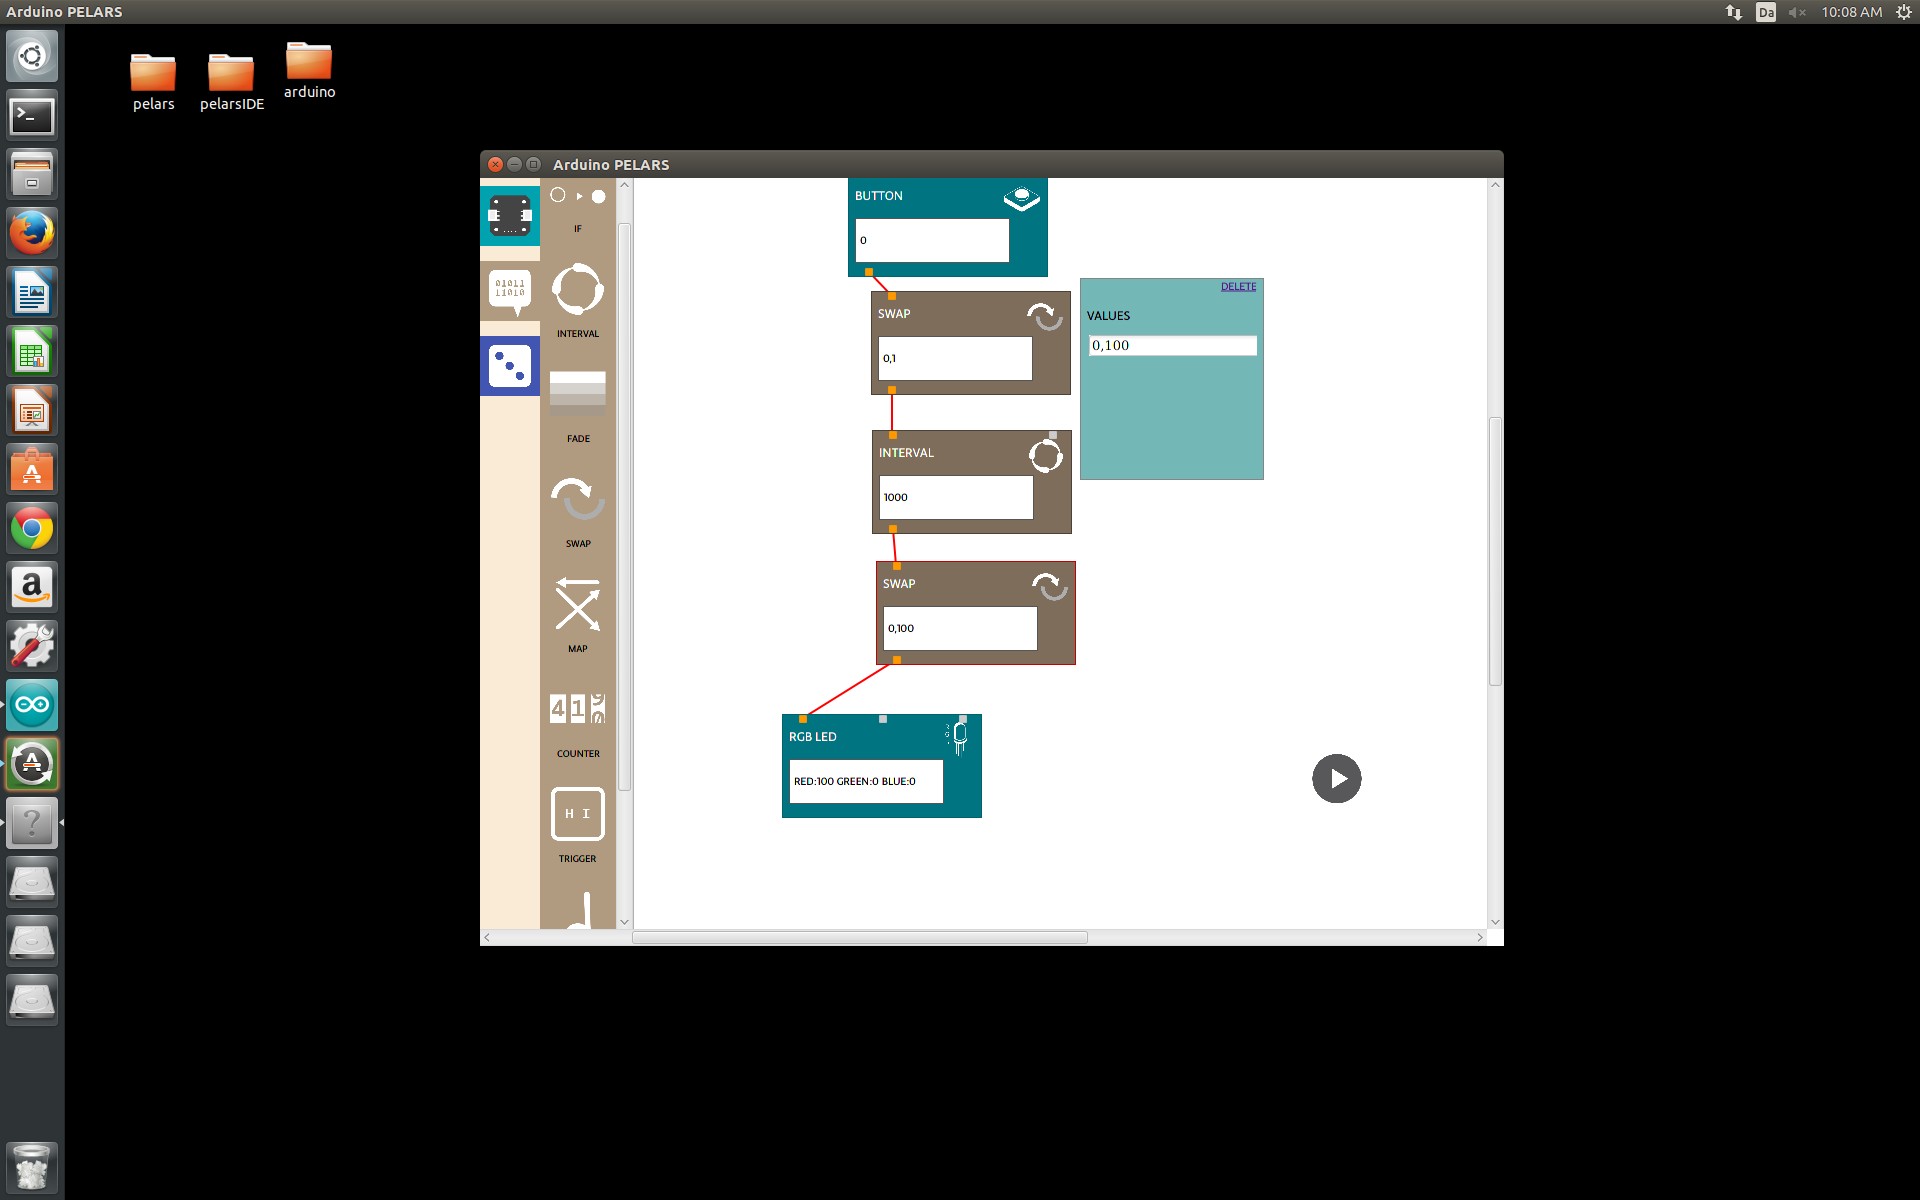 Arduino PELARS
Da
10:08 AM
pelars
pelarsIDE
arduino
Arduino PELARS
01011
11010
IF
INTERVAL
FADE
SWAP
MAP
COUNTER
H I
TRIGGER
BUTTON
0
SWAP
0,1
INTERVAL
1000
SWAP
0,100
RGB LED
RED:100 GREEN:0 BLUE:0
DELETE
VALUES
0,100